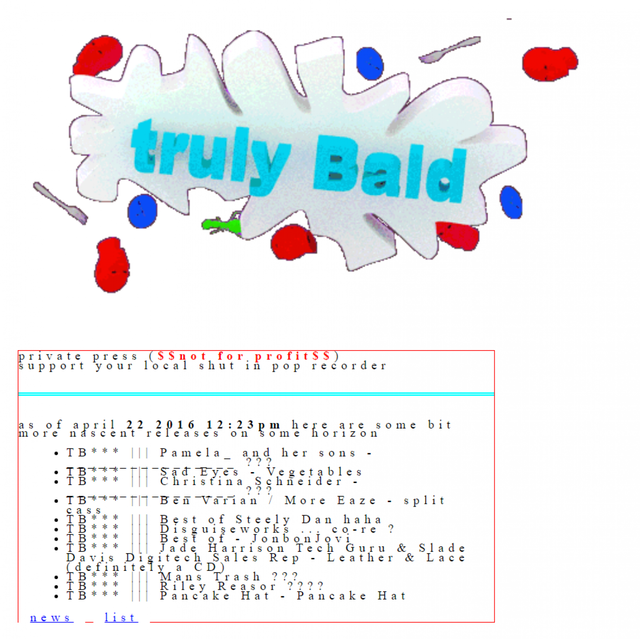 truly Bald
private press ($$not for profit$$)
support your local shut in pop recorder
as of april 22 2016 12:23pm here are some bit
more nascent releases on some horizon
TB*** ||| Pamela_ and her sons -
_________________ ???
TB*** ||| Sad Eyes - Vegetables
TB*** ||| Christina Schneider -
_________________ ???
TB*** ||| Ben Varian / More Eaze - split
cass
TB*** ||| Best of Steely Dan haha
TB*** ||| Disguiseworks ... co-re ?
TB*** ||| Best of - JonbonJovi
TB*** ||| Jade Harrison Tech Guru & Slade
Davis Digitech Sales Rep - Leather & Lace
(definitely a CD)
TB*** ||| Mans Trash ???
TB*** ||| Riley Reasor ????
TB*** ||| Pancake Hat - Pancake Hat
news _ list